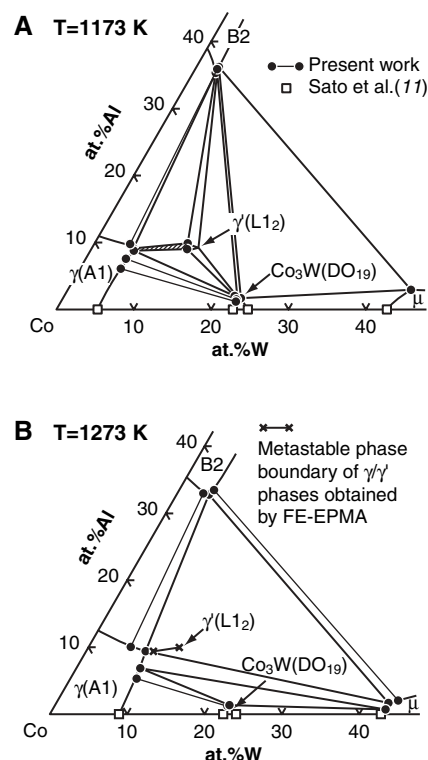 A T=1173 K
40
B2
Present work
Sato et al.(11)
30
at.%Al
20
γ'(L1₂)
10
γ(A1)
Co₃W(DO₁₉)
μ
Co
10 20 30 40
at.%W
B T=1273 K
40
B2
Metastable phase
boundary of γ/γ'
phases obtained
by FE-EPMA
30
at.%Al
20
γ'(L1₂)
10
Co₃W(DO₁₉)
γ(A1)
μ
Co
10 20 30 40
at.%W